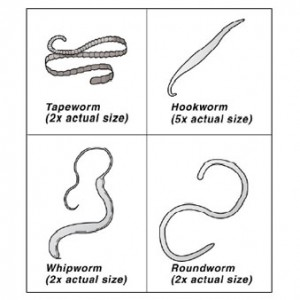 Tapeworm
(2x actual size)
Hookworm
(5x actual size)
Whipworm
(2x actual size)
Roundworm
(2x actual size)